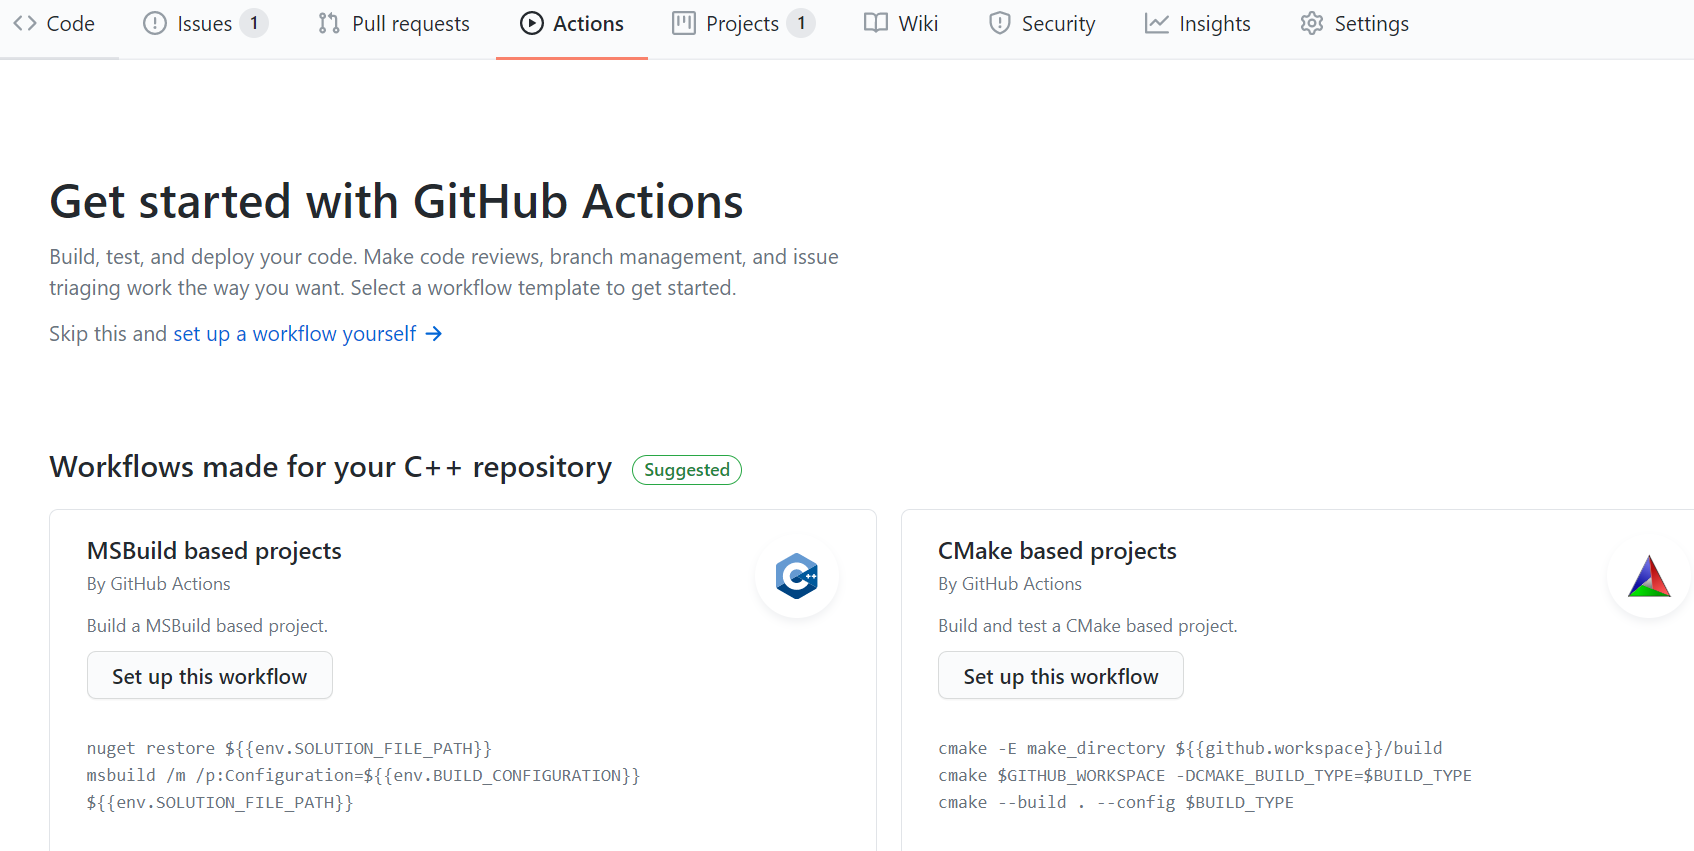 Code Issues 1 Pull requests Actions Projects 1 Wiki Security Insights Settings
Get started with GitHub Actions
Build, test, and deploy your code. Make code reviews, branch management, and issue
triaging work the way you want. Select a workflow template to get started.
Skip this and set up a workflow yourself →
Workflows made for your C++ repository Suggested
MSBuild based projects
By GitHub Actions
Build a MSBuild based project.
Set up this workflow
nuget restore ${{env.SOLUTION_FILE_PATH}}
msbuild /m /p:Configuration=${{env.BUILD_CONFIGURATION}}
${{env.SOLUTION_FILE_PATH}}
C++
CMake based projects
By GitHub Actions
Build and test a CMake based project.
Set up this workflow
cmake -E make_directory ${{github.workspace}}/build
cmake $GITHUB_WORKSPACE -DCMAKE_BUILD_TYPE=$BUILD_TYPE
cmake --build . --config $BUILD_TYPE